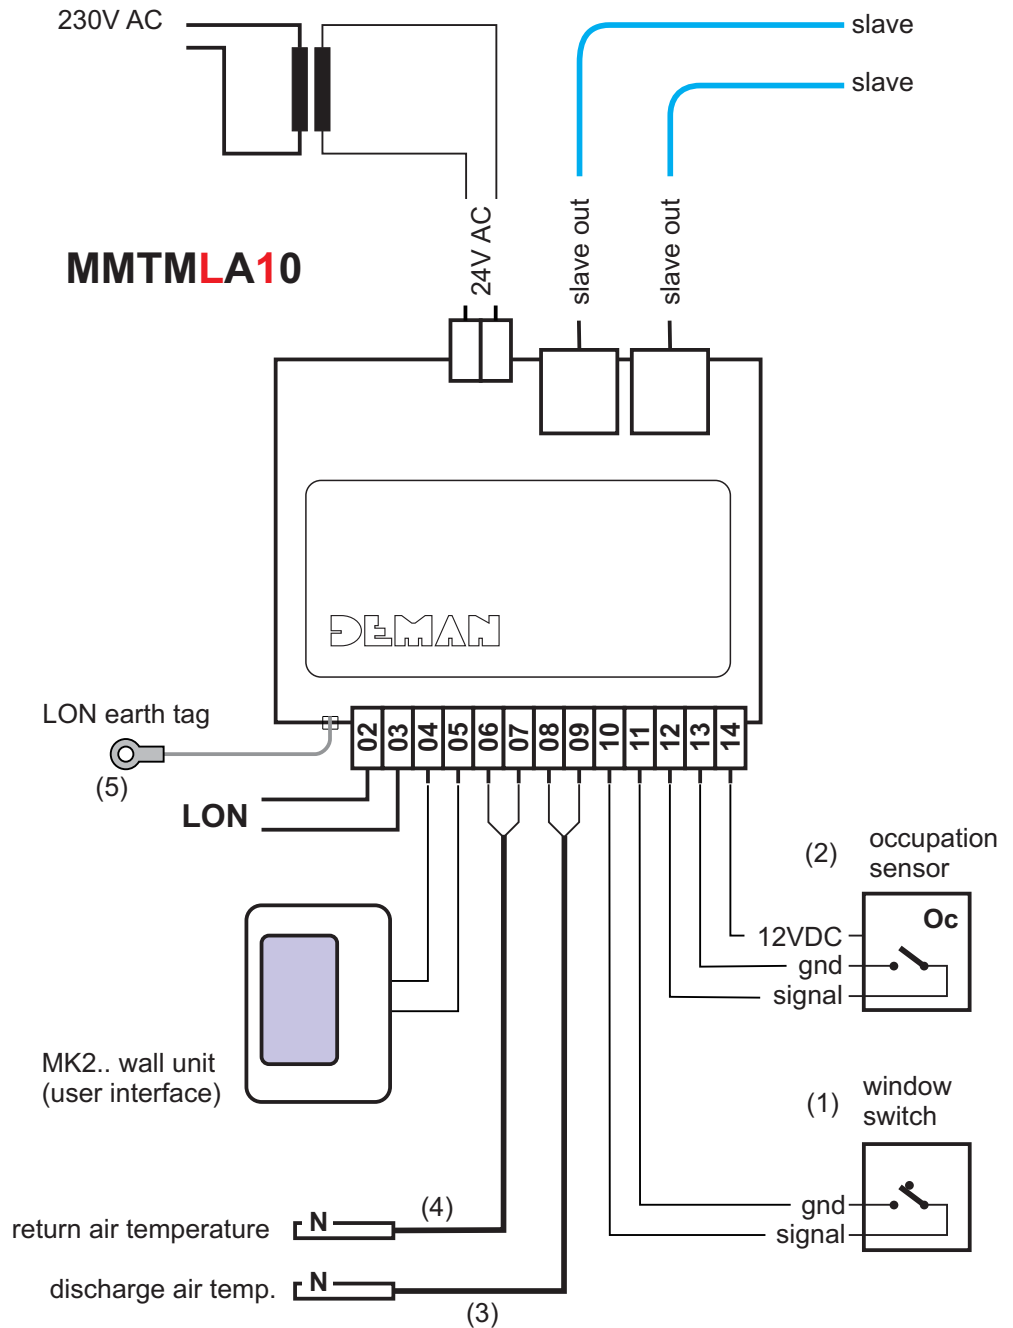 230V AC
slave
slave
24V AC
slave out
slave out
MMTMLA10
DEMAN
LON earth tag
(5)
02 03 04 05 06 07 08 09 10 11 12 13 14
LON
(2)
occupation
sensor
Oc
12VDC
gnd
signal
MK2.. wall unit
(user interface)
(1)
window
switch
gnd
signal
(4)
return air temperature
N
discharge air temp.
N
(3)